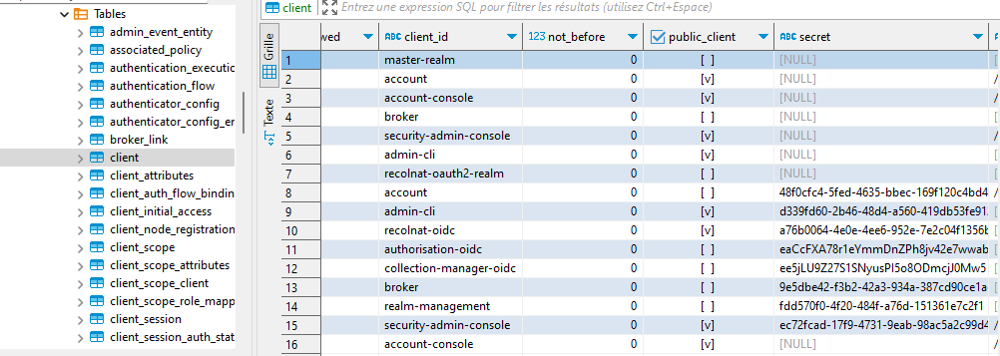 Tables
admin_event_entity
associated_policy
authentication_executio
authentication_flow
authenticator_config
authenticator_config_en
broker_link
client
client_attributes
client_auth_flow_bindin
client_initial_access
client_node_registration
client_scope
client_scope_attributes
client_scope_client
client_scope_role_mapp
client_session
client_session_auth_stat
client Entrez une expression SQL pour filtrer les résultats (utilisez Ctrl+Espace)
Grille
Texte
wed ABC client_id 123 not_before public_client ABC secret
1 master-realm 0 [ ] [NULL]
2 account 0 [v] [NULL] /
3 account-console 0 [v] [NULL] /
4 broker 0 [ ] [NULL]
5 security-admin-console 0 [v] [NULL] /
6 admin-cli 0 [v] [NULL]
7 recolnat-oauth2-realm 0 [ ] [NULL]
8 account 0 [ ] 48f0cfc4-5fed-4635-bbec-169f120c4bd4 /
9 admin-cli 0 [v] d339fd60-2b46-48d4-a560-419db53fe913
10 recolnat-oidc 0 [v] a76b0064-4e0e-4ee6-952e-7e2c04f1356b
11 authorisation-oidc 0 [ ] eaCcFXA78r1eYmmDnZPh8jv42e7wwab
12 collection-manager-oidc 0 [ ] ee5jLU9Z27S1SNyusPI5o8ODmcjJ0Mw5
13 broker 0 [ ] 9e5dbe42-f3b2-42a3-934a-387cd90ce1a
14 realm-management 0 [ ] fdd570f0-4f20-484f-a76d-151361e7c2f1
15 security-admin-console 0 [v] ec72fcad-17f9-4731-9eab-98ac5a2c99d4 /
16 account-console 0 [v] [NULL] /